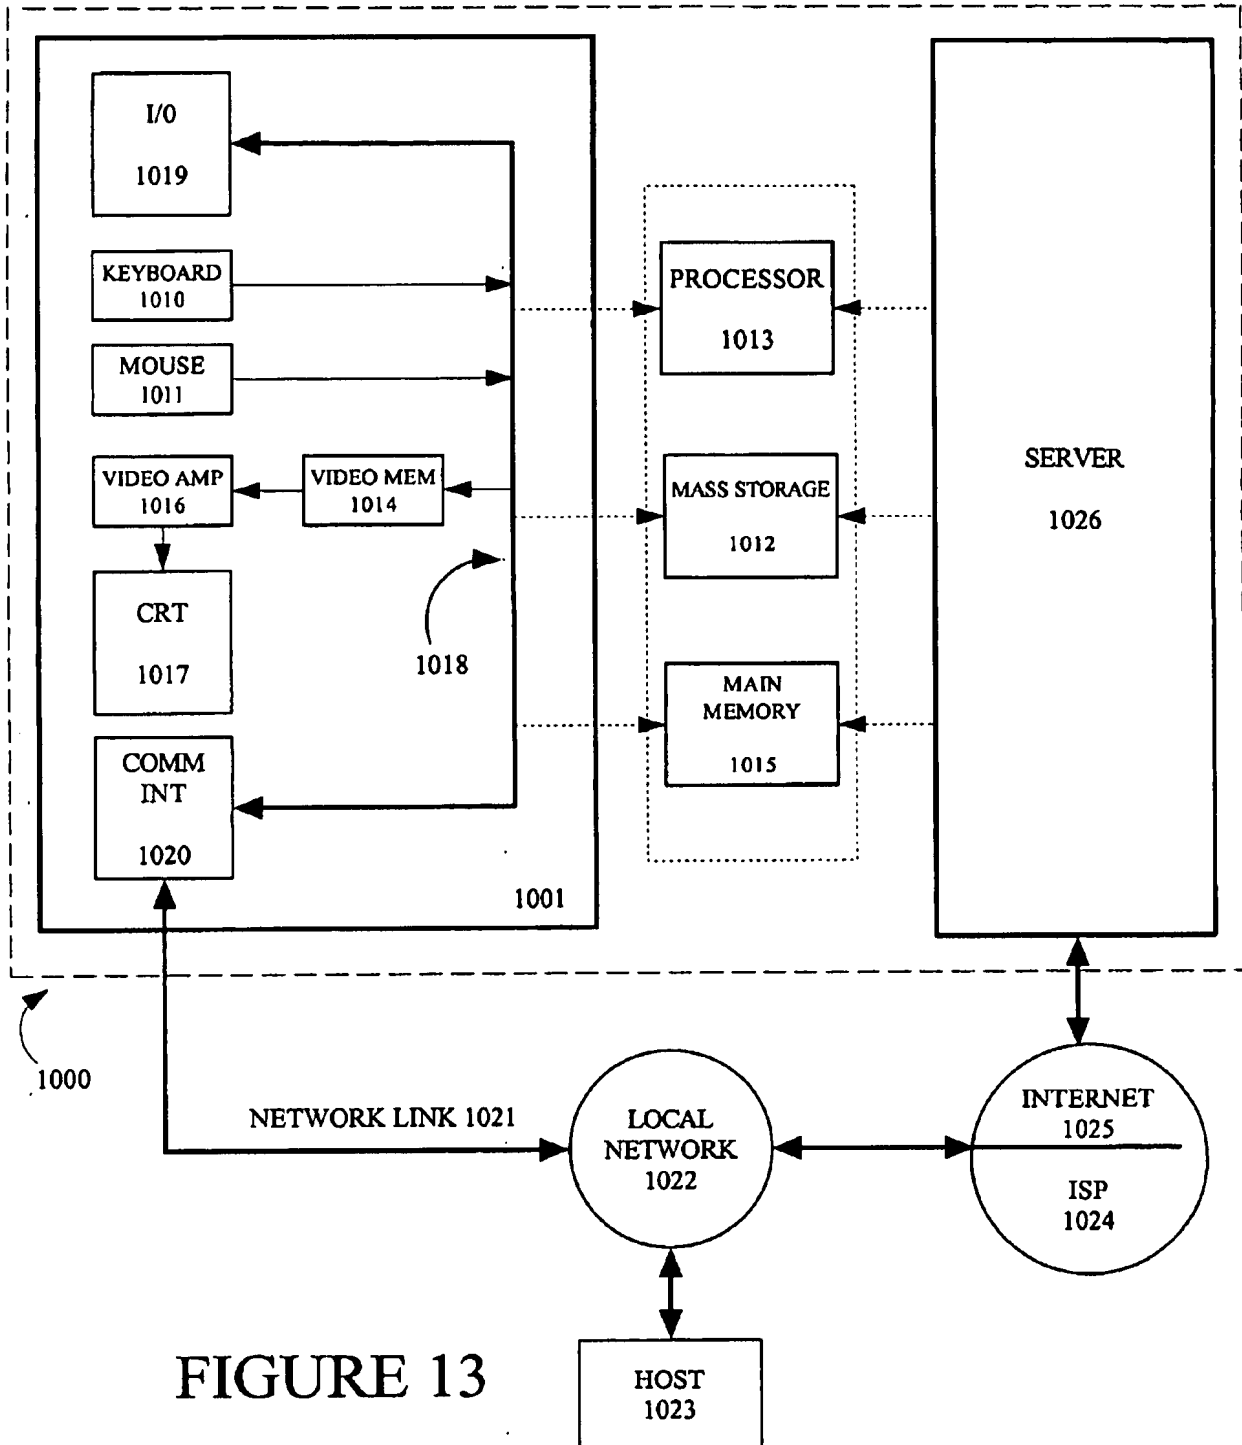 I/0
1019
KEYBOARD
1010
MOUSE
1011
VIDEO AMP
1016
VIDEO MEM
1014
CRT
1017
1018
COMM
INT
1020
1001
PROCESSOR
1013
MASS STORAGE
1012
MAIN
MEMORY
1015
SERVER
1026
1000
NETWORK LINK 1021
LOCAL
NETWORK
1022
INTERNET
1025
ISP
1024
HOST
1023
FIGURE 13